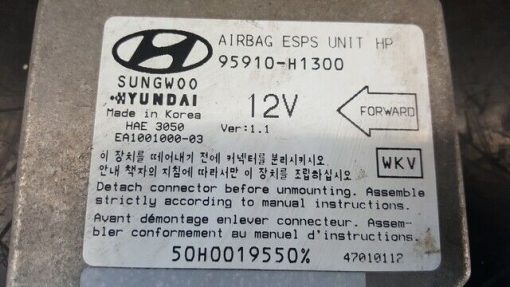 AIRBAG ESPS UNIT HP
95910-H1300
SUNGWOO
HYUNDAI
Made in Korea
HAE 3050
EA1001000-03
12V
Ver:1.1
FORWARD
이 장치를 떼어내기 전에 커넥터를 분리시키시오
안내 책자의 지침에 따라서만 이 장치를 조립하십시오
WKV
Detach connector before unmounting. Assemble
strictly according to manual instructions.
Avant démontage enlever connecteur. Assem-
bler conformement au manuel d'instructions.
50H0019550%
47010112